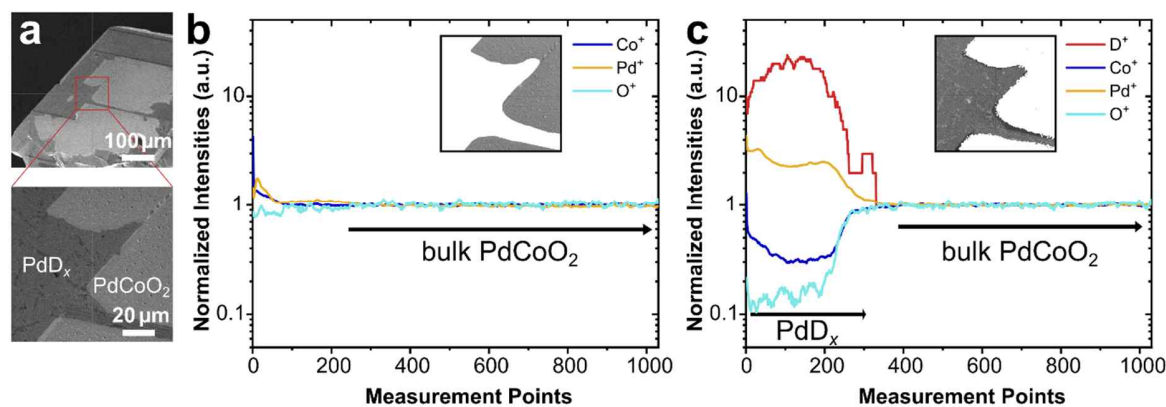 a
100 µm
PdDₓ
PdCoO₂
20 µm
b
Normalized Intensities (a.u.)
10
1
0.1
Co⁺
Pd⁺
O⁺
bulk PdCoO₂
0
200
400
600
800
1000
Measurement Points
c
Normalized Intensities (a.u.)
10
1
0.1
D⁺
Co⁺
Pd⁺
O⁺
bulk PdCoO₂
PdDₓ
0
200
400
600
800
1000
Measurement Points